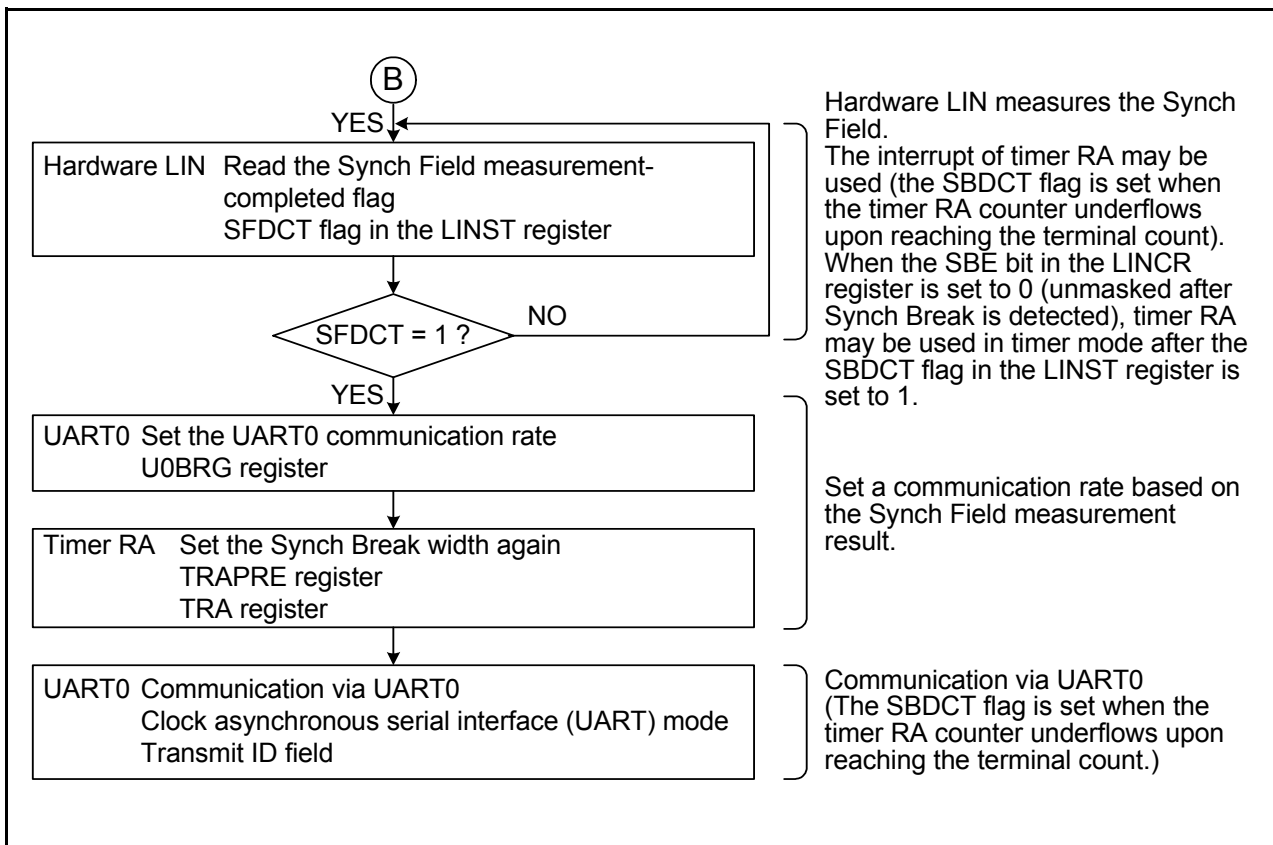 B
YES
Hardware LIN Read the Synch Field measurement-
completed flag
SFDCT flag in the LINST register
SFDCT = 1 ?
NO
YES
Hardware LIN measures the Synch
Field.
The interrupt of timer RA may be
used (the SBDCT flag is set when
the timer RA counter underflows
upon reaching the terminal count).
When the SBE bit in the LINCR
register is set to 0 (unmasked after
Synch Break is detected), timer RA
may be used in timer mode after the
SBDCT flag in the LINST register is
set to 1.
UART0 Set the UART0 communication rate
U0BRG register
Timer RA Set the Synch Break width again
TRAPRE register
TRA register
Set a communication rate based on
the Synch Field measurement
result.
UART0 Communication via UART0
Clock asynchronous serial interface (UART) mode
Transmit ID field
Communication via UART0
(The SBDCT flag is set when the
timer RA counter underflows upon
reaching the terminal count.)